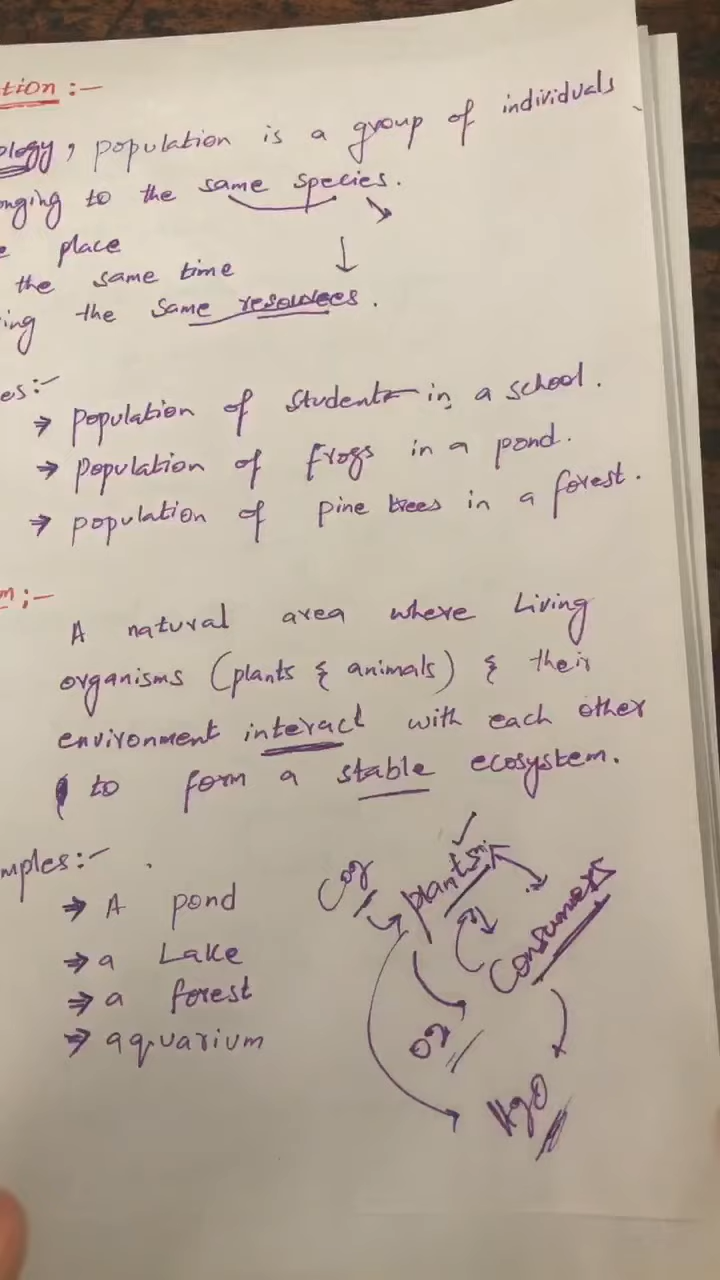 tion :-
ology, population is a group of individuals
onging to the same species.
e place
the same time
ing the same resources.
es:-
⇒ population of students in a school.
⇒ population of frogs in a pond.
⇒ population of pine trees in a forest.
m:-
A natural area where living
organisms (plants & animals) & their
environment interact with each other
to form a stable ecosystem.
mples:-
⇒ A pond
⇒ a Lake
⇒ a forest
⇒ aquarium
CO2
plants
Consumers
O2
H2O